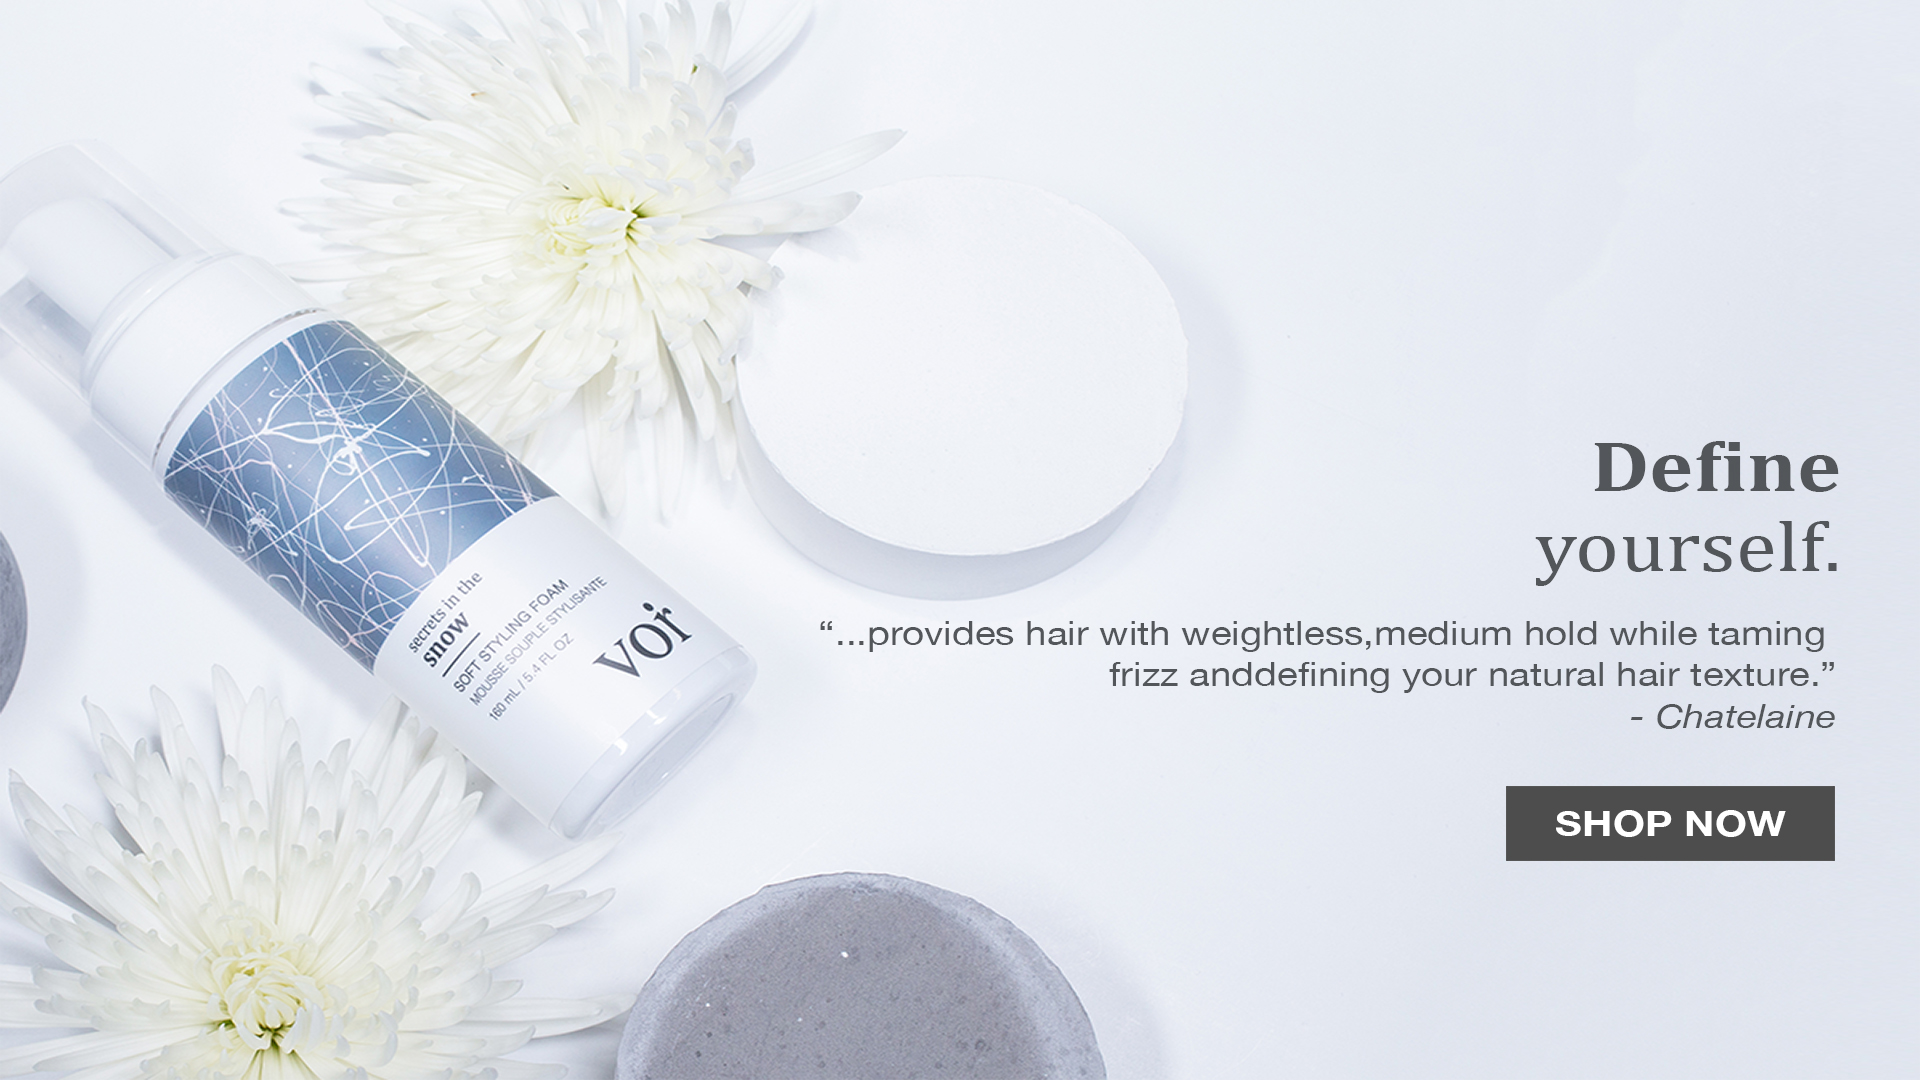 secrets in the
snow
SOFT STYLING FOAM
MOUSSE SOUPLE STYLISANTE
160 mL / 5.4 FL OZ
voir
Define
yourself.
“...provides hair with weightless,medium hold while taming
frizz anddefining your natural hair texture.”
- Chatelaine
SHOP NOW